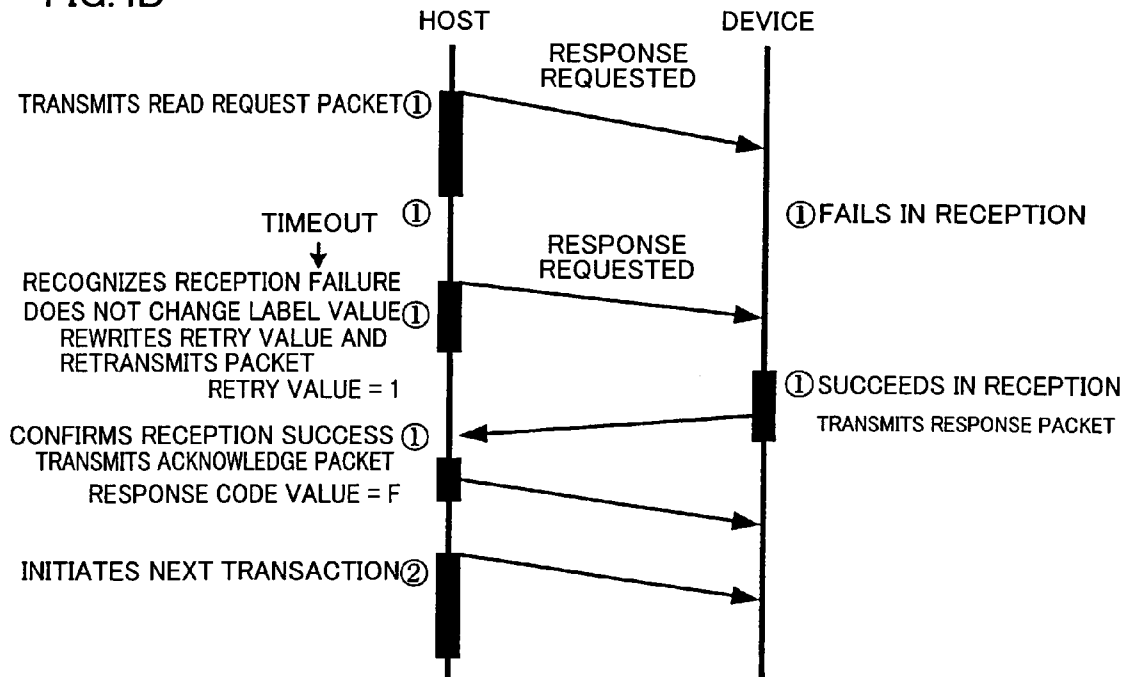 HOST
DEVICE
RESPONSE
REQUESTED
TRANSMITS READ REQUEST PACKET①
TIMEOUT ①
①FAILS IN RECEPTION
RESPONSE
REQUESTED
RECOGNIZES RECEPTION FAILURE
DOES NOT CHANGE LABEL VALUE①
REWRITES RETRY VALUE AND
RETRANSMITS PACKET
RETRY VALUE = 1
①SUCCEEDS IN RECEPTION
TRANSMITS RESPONSE PACKET
CONFIRMS RECEPTION SUCCESS ①
TRANSMITS ACKNOWLEDGE PACKET
RESPONSE CODE VALUE = F
INITIATES NEXT TRANSACTION②